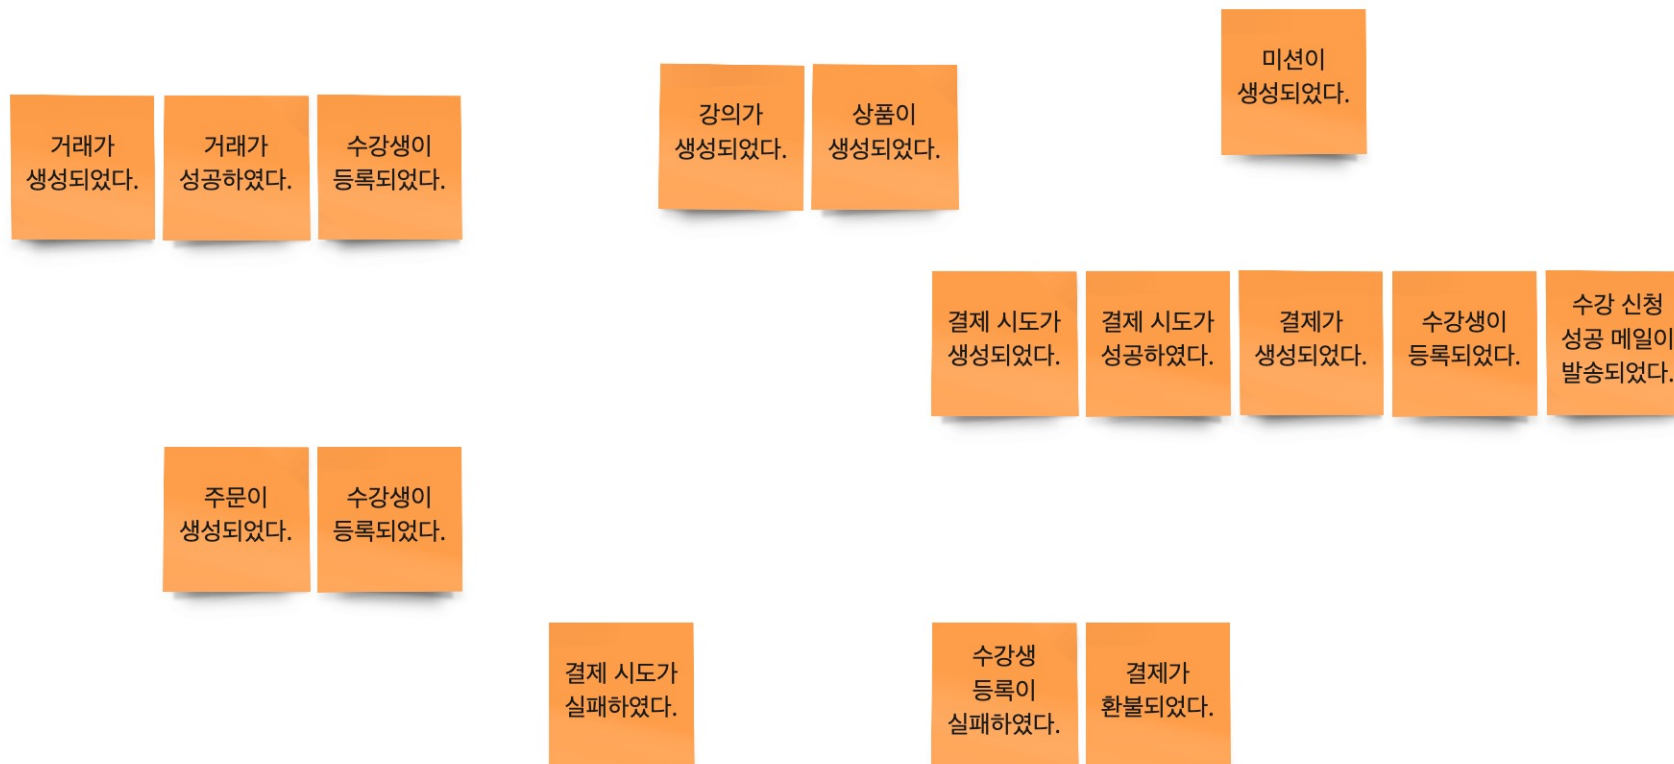 미션이
생성되었다.
강의가
생성되었다.
상품이
생성되었다.
거래가
생성되었다.
거래가
성공하였다.
수강생이
등록되었다.
결제 시도가
생성되었다.
결제 시도가
성공하였다.
결제가
생성되었다.
수강생이
등록되었다.
수강 신청
성공 메일이
발송되었다.
주문이
생성되었다.
수강생이
등록되었다.
결제 시도가
실패하였다.
수강생
등록이
실패하였다.
결제가
환불되었다.